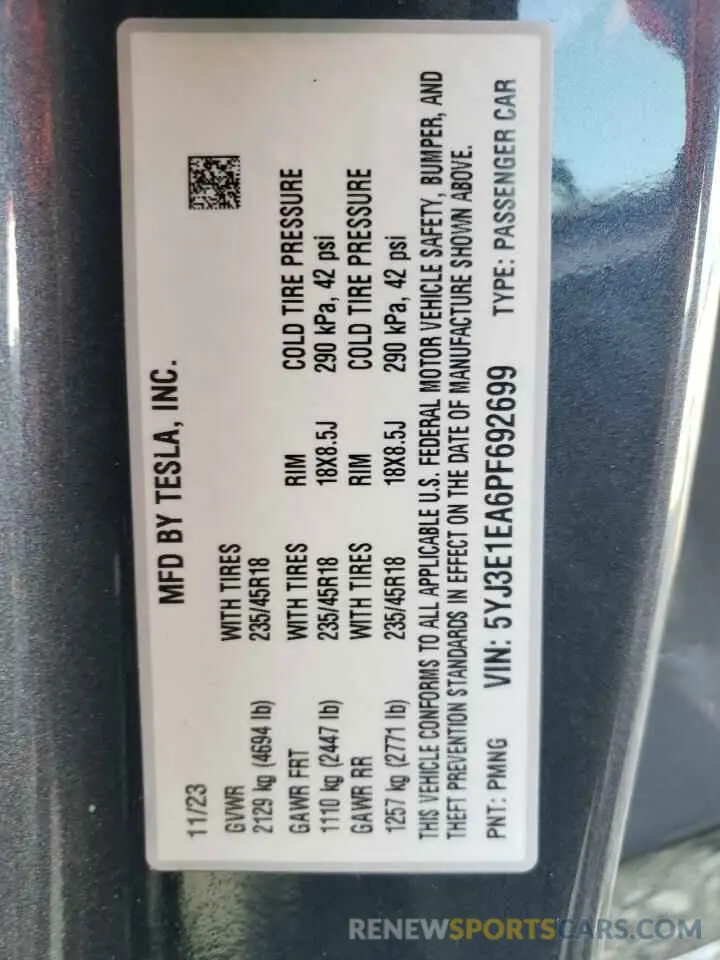 MFD BY TESLA, INC.
11/23
GVWR WITH TIRES
2129 kg (4694 lb) 235/45R18
GAWR FRT WITH TIRES RIM COLD TIRE PRESSURE
1110 kg (2447 lb) 235/45R18 18X8.5J 290 kPa, 42 psi
GAWR RR WITH TIRES RIM COLD TIRE PRESSURE
1257 kg (2771 lb) 235/45R18 18X8.5J 290 kPa, 42 psi
THIS VEHICLE CONFORMS TO ALL APPLICABLE U.S. FEDERAL MOTOR VEHICLE SAFETY, BUMPER, AND
THEFT PREVENTION STANDARDS IN EFFECT ON THE DATE OF MANUFACTURE SHOWN ABOVE.
PNT: PMNG VIN: 5YJ3E1EA6PF692699 TYPE: PASSENGER CAR
RENEWSPORTSCARS.COM